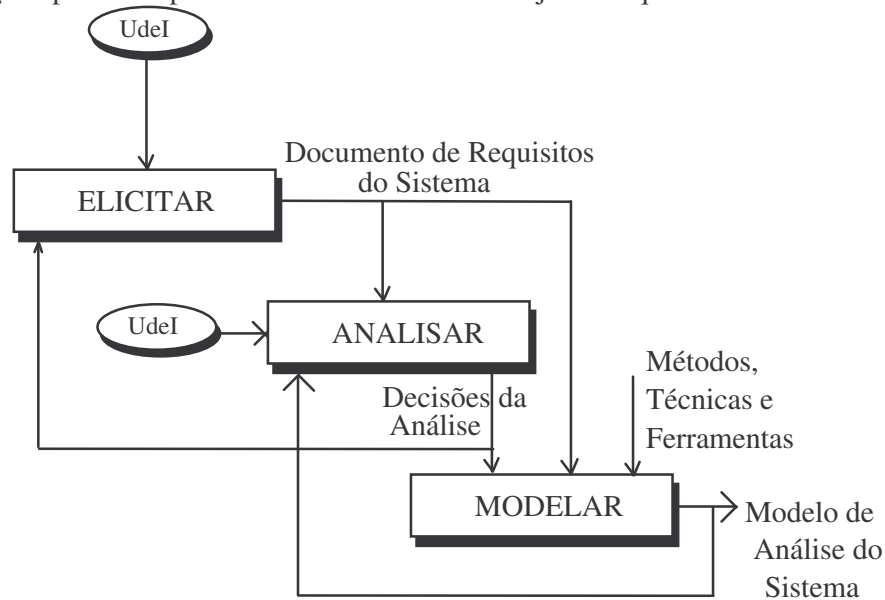 UdeI
Documento de Requisitos
do Sistema
ELICITAR
UdeI
ANALISAR
Métodos,
Técnicas e
Ferramentas
Decisões da
Análise
MODELAR
Modelo de
Análise do
Sistema